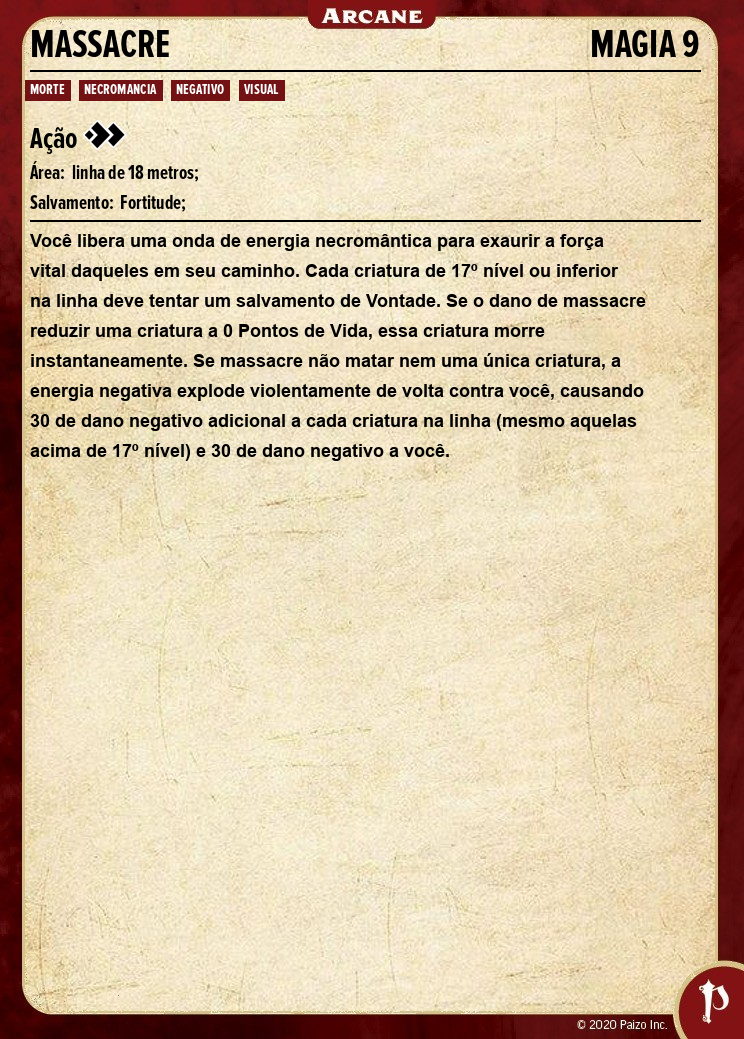 ARCANE
MASSACRE MAGIA 9
MORTE NECROMANCIA NEGATIVO VISUAL
Ação
Área: linha de 18 metros;
Salvamento: Fortitude;
Você libera uma onda de energia necromântica para exaurir a força
vital daqueles em seu caminho. Cada criatura de 17º nível ou inferior
na linha deve tentar um salvamento de Vontade. Se o dano de massacre
reduzir uma criatura a 0 Pontos de Vida, essa criatura morre
instantaneamente. Se massacre não matar nem uma única criatura, a
energia negativa explode violentamente de volta contra você, causando
30 de dano negativo adicional a cada criatura na linha (mesmo aquelas
acima de 17º nível) e 30 de dano negativo a você.
© 2020 Paizo Inc.
P